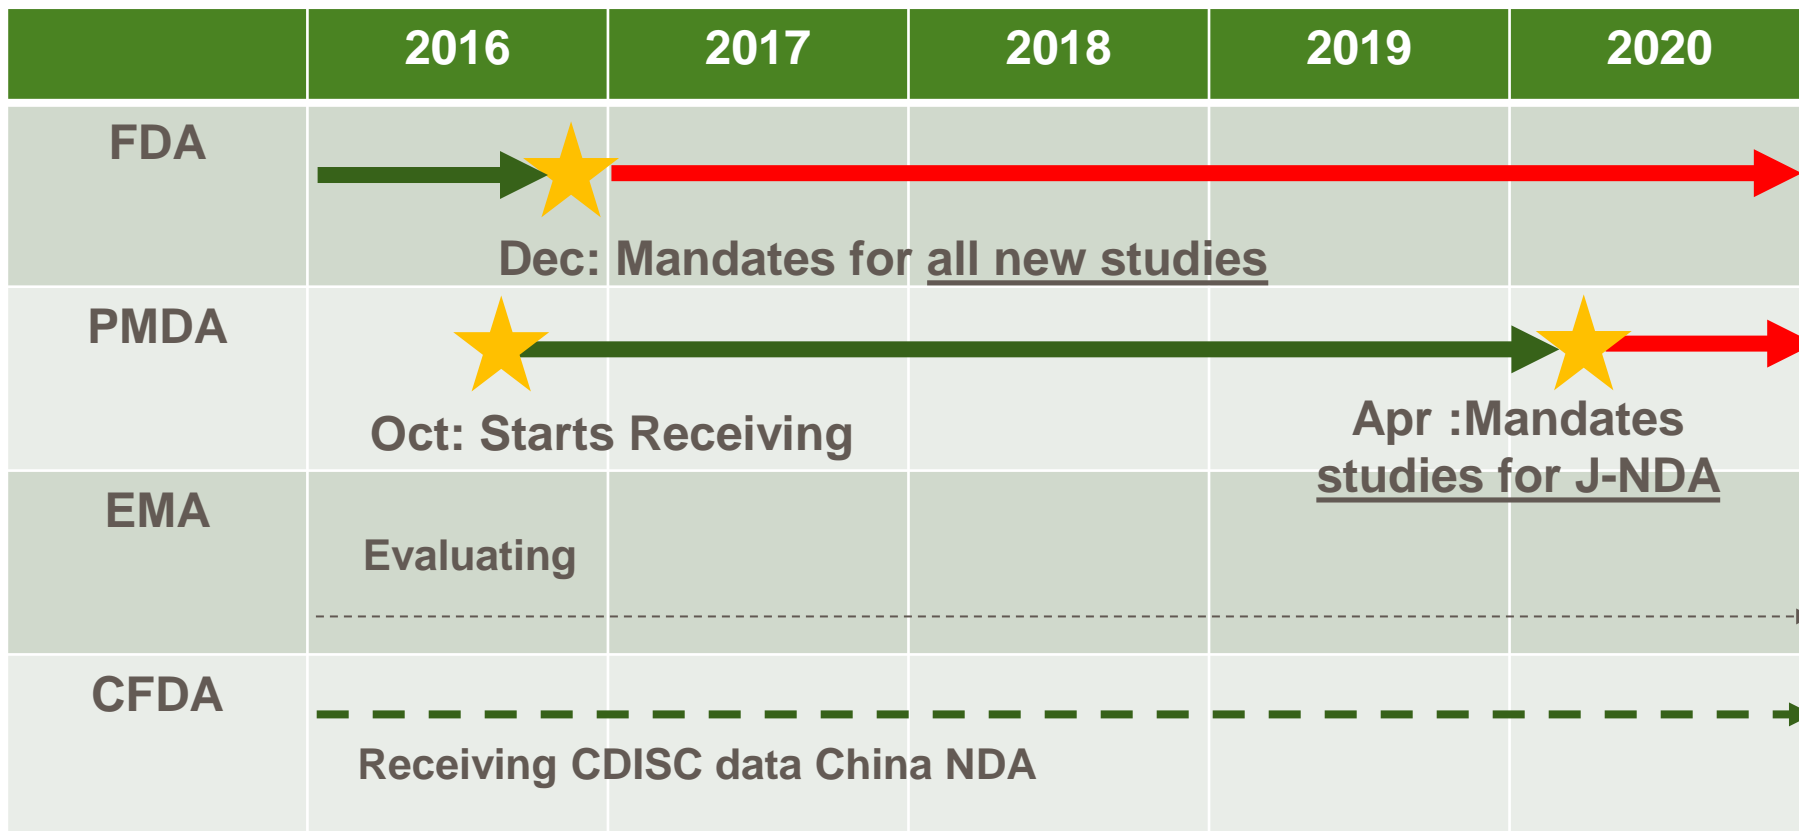 2016 2017 2018 2019 2020
FDA
Dec: Mandates for all new studies
PMDA
Oct: Starts Receiving
Apr :Mandates
studies for J-NDA
EMA
Evaluating
CFDA
Receiving CDISC data China NDA